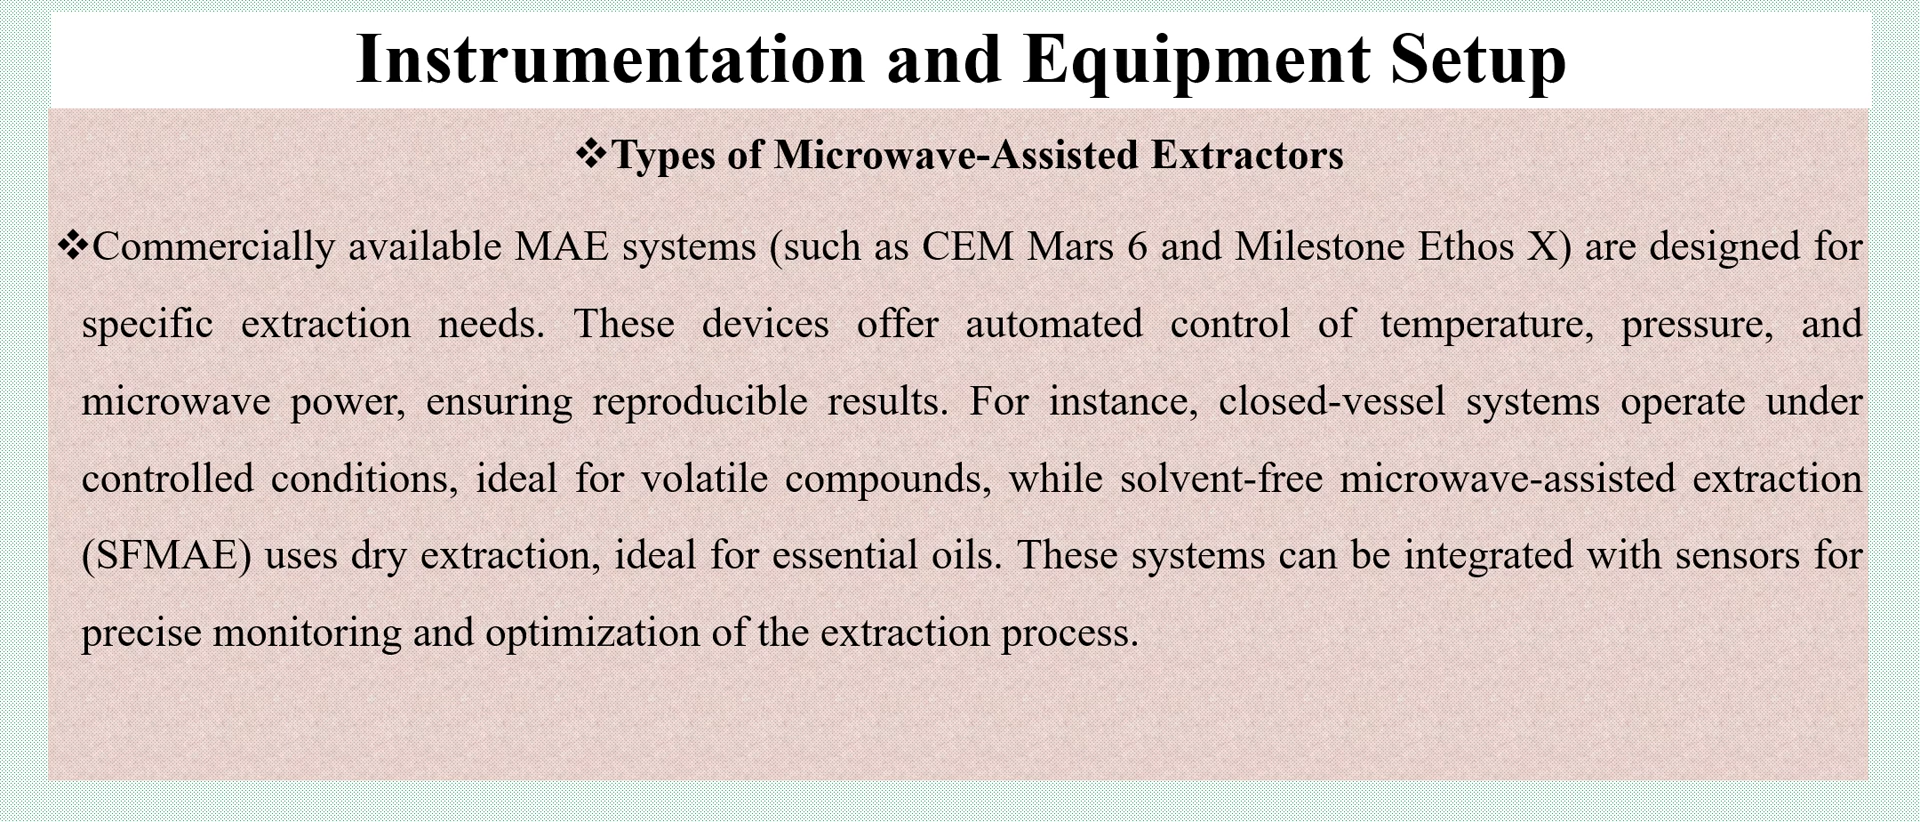 Instrumentation and Equipment Setup
❖Types of Microwave-Assisted Extractors
❖Commercially available MAE systems (such as CEM Mars 6 and Milestone Ethos X) are designed for
specific extraction needs. These devices offer automated control of temperature, pressure, and
microwave power, ensuring reproducible results. For instance, closed-vessel systems operate under
controlled conditions, ideal for volatile compounds, while solvent-free microwave-assisted extraction
(SFMAE) uses dry extraction, ideal for essential oils. These systems can be integrated with sensors for
precise monitoring and optimization of the extraction process.